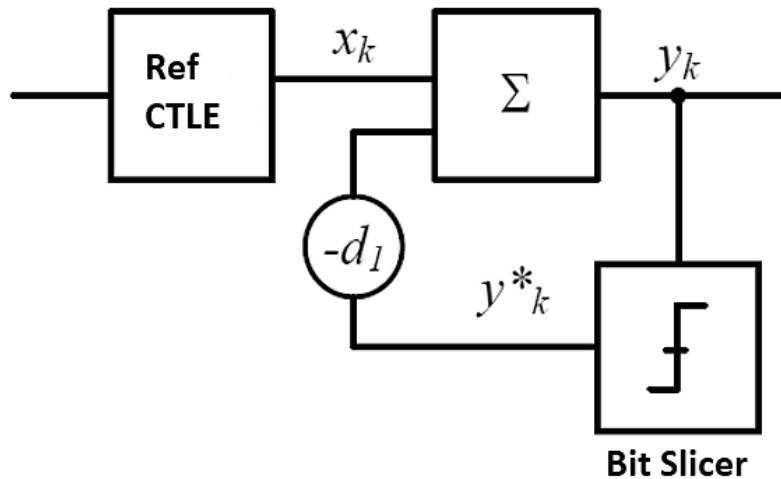 Ref
CTLE
x_k
Σ
y_k
-d_1
y*_k
Bit Slicer